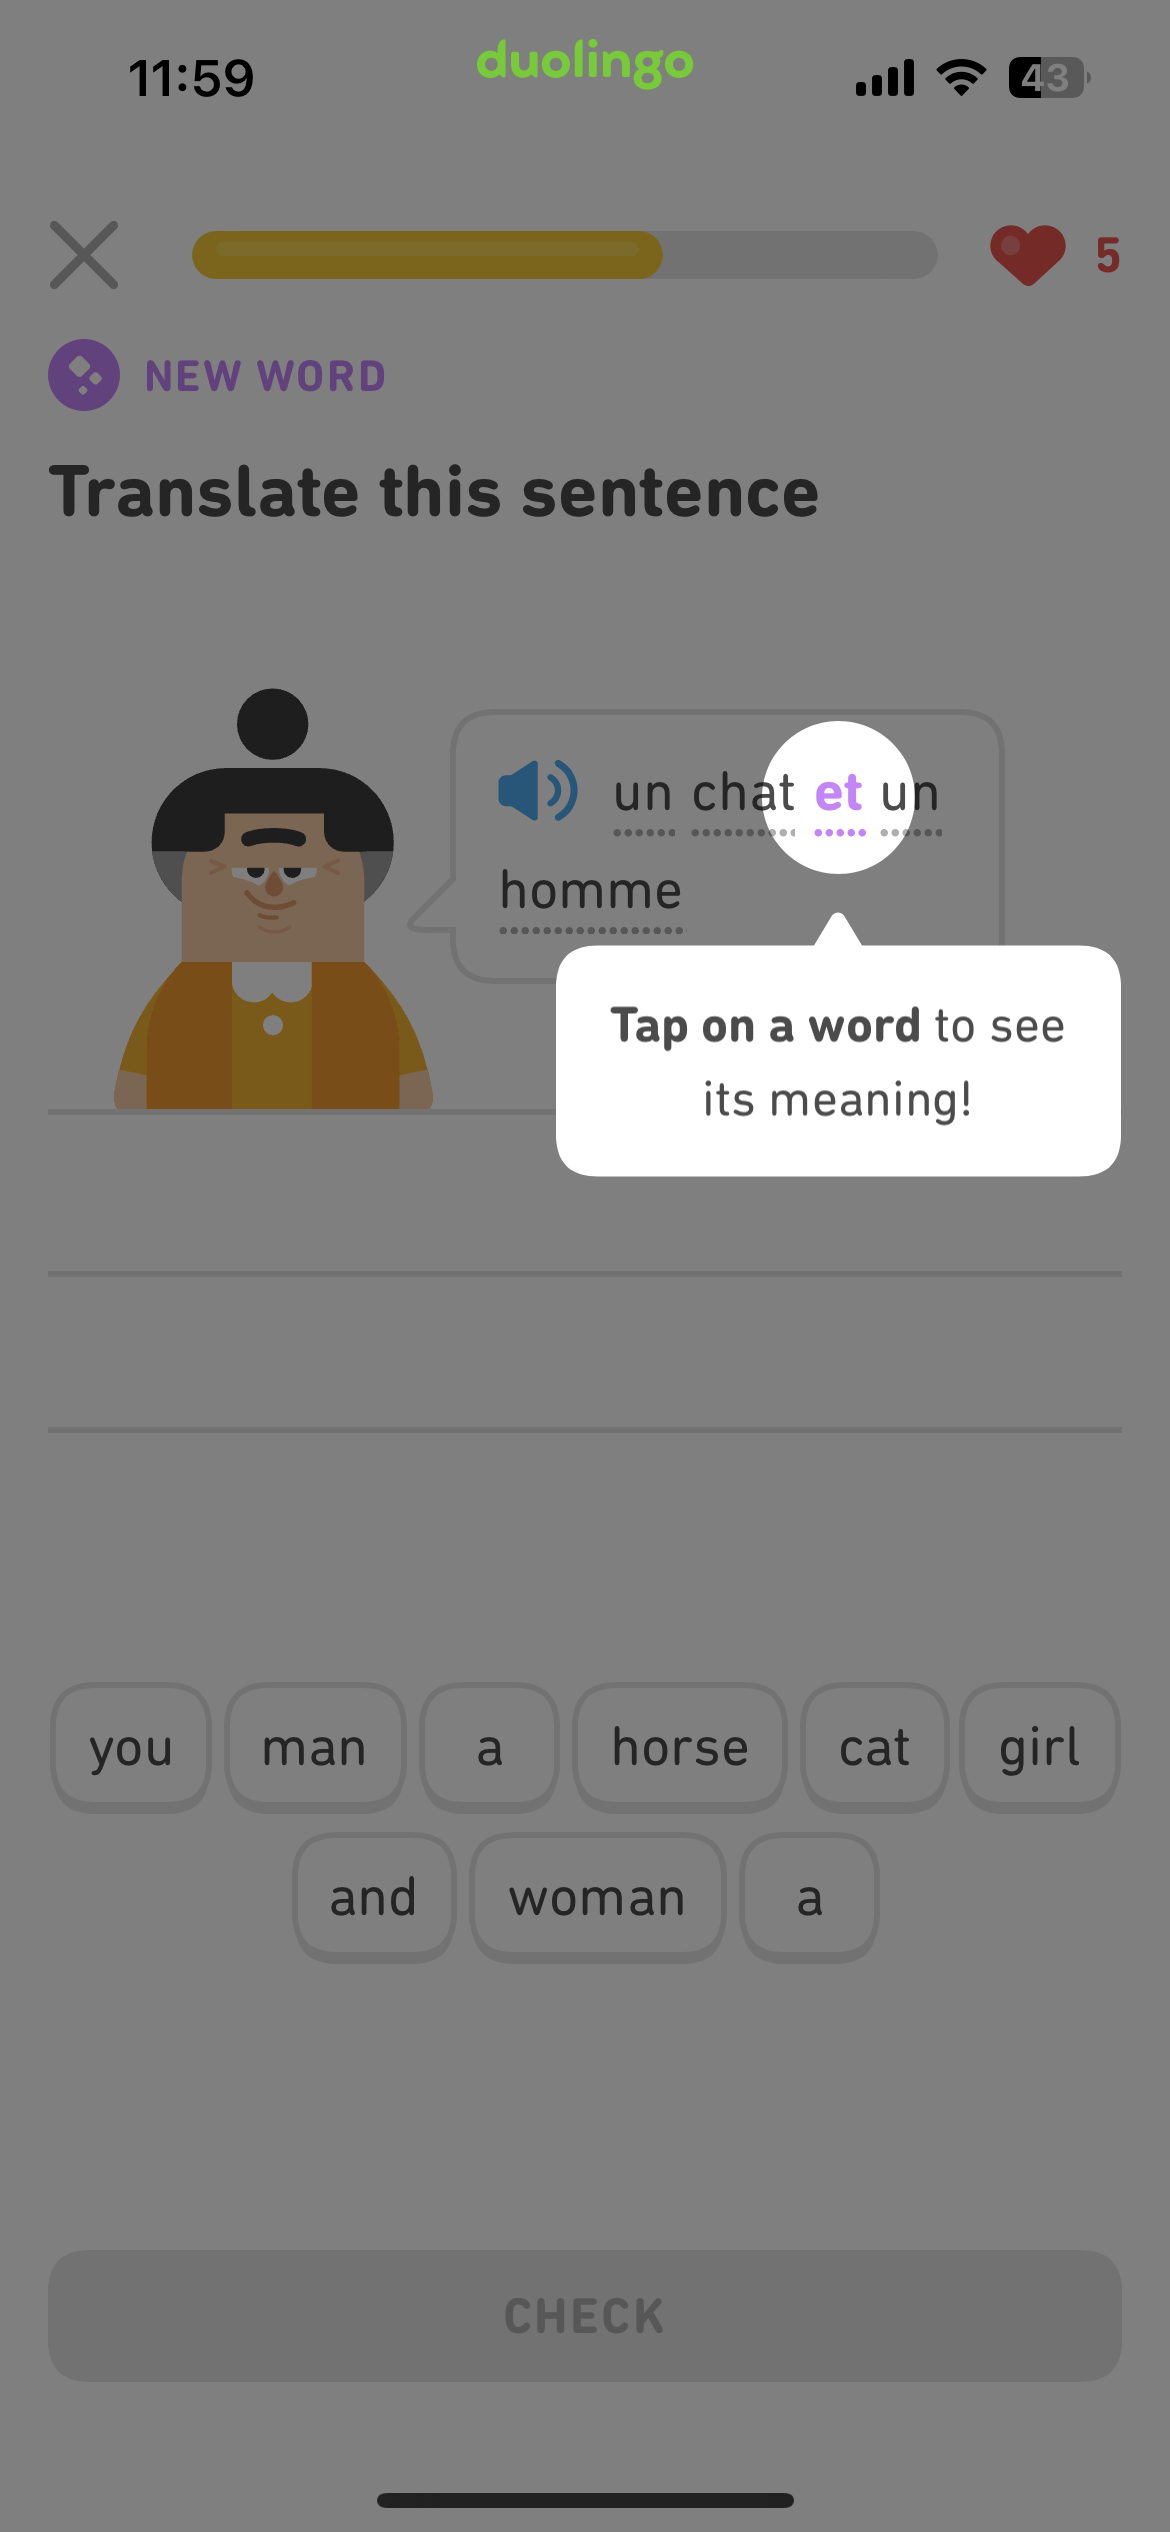 11:59
duolingo
43
5
NEW WORD
Translate this sentence
un chat et un
homme
Tap on a word to see
its meaning!
you man a horse cat girl
and woman a
CHECK